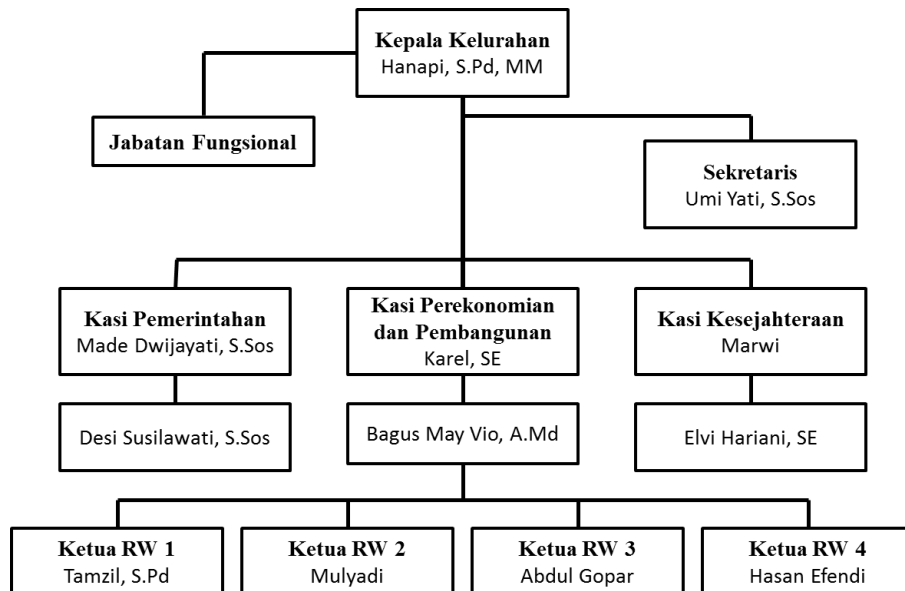 Kepala Kelurahan
Hanapi, S.Pd, MM
Jabatan Fungsional
Sekretaris
Umi Yati, S.Sos
Kasi Pemerintahan
Made Dwijayati, S.Sos
Kasi Perekonomian
dan Pembangunan
Karel, SE
Kasi Kesejahteraan
Marwi
Desi Susilawati, S.Sos
Bagus May Vio, A.Md
Elvi Hariani, SE
Ketua RW 1
Tamzil, S.Pd
Ketua RW 2
Mulyadi
Ketua RW 3
Abdul Gopar
Ketua RW 4
Hasan Efendi